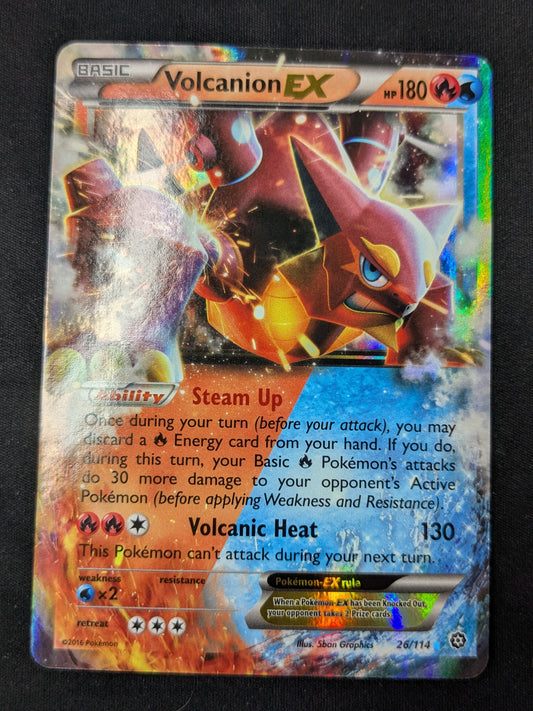 BASIC
Volcanion EX
HP 180
Ability Steam Up
Once during your turn (before your attack), you may
discard a Energy card from your hand. If you do,
during this turn, your Basic Pokémon's attacks
do 30 more damage to your opponent's Active
Pokémon (before applying Weakness and Resistance).
Volcanic Heat 130
This Pokémon can't attack during your next turn.
weakness resistance
×2
Pokémon-EX rule
When a Pokémon-EX has been Knocked Out,
your opponent takes 2 Prize cards.
retreat
©2016 Pokémon
Illus. 5ban Graphics
26/114